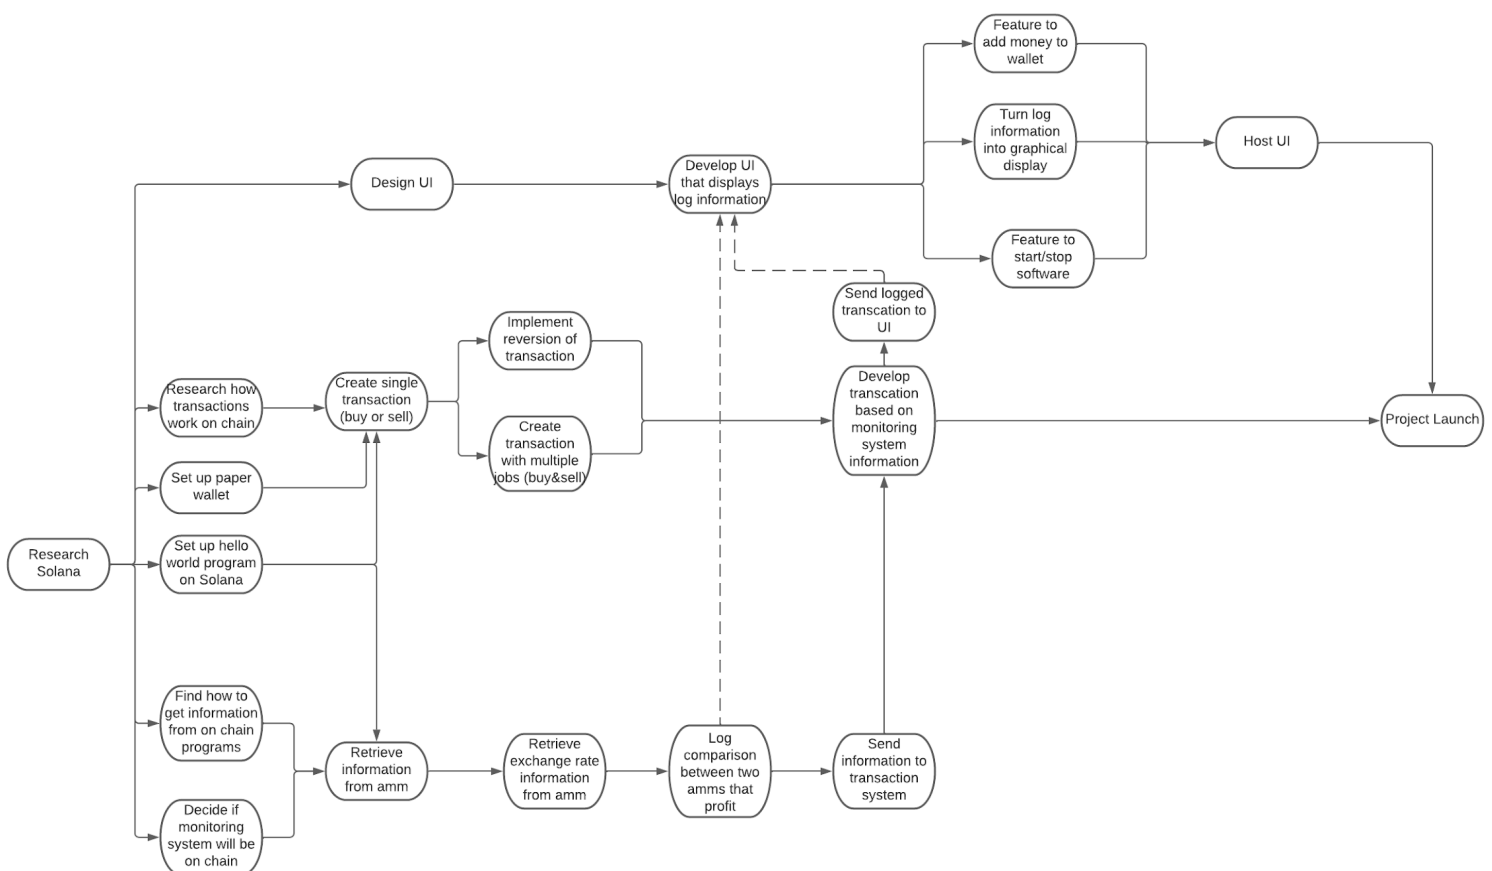 Feature to
add money to
wallet
Turn log
information
into graphical
display
Host UI
Develop UI
that displays
log information
Design UI
Feature to
start/stop
software
Send logged
transcation to
UI
Implement
reversion of
transaction
Create single
transaction
(buy or sell)
Research how
transactions
work on chain
Develop
transcation
based on
monitoring
system
information
Project Launch
Create
transaction
with multiple
jobs (buy&sell)
Set up paper
wallet
Research
Solana
Set up hello
world program
on Solana
Find how to
get information
from on chain
programs
Retrieve
information
from amm
Retrieve
exchange rate
information
from amm
Log
comparison
between two
amms that
profit
Send
information to
transaction
system
Decide if
monitoring
system will be
on chain